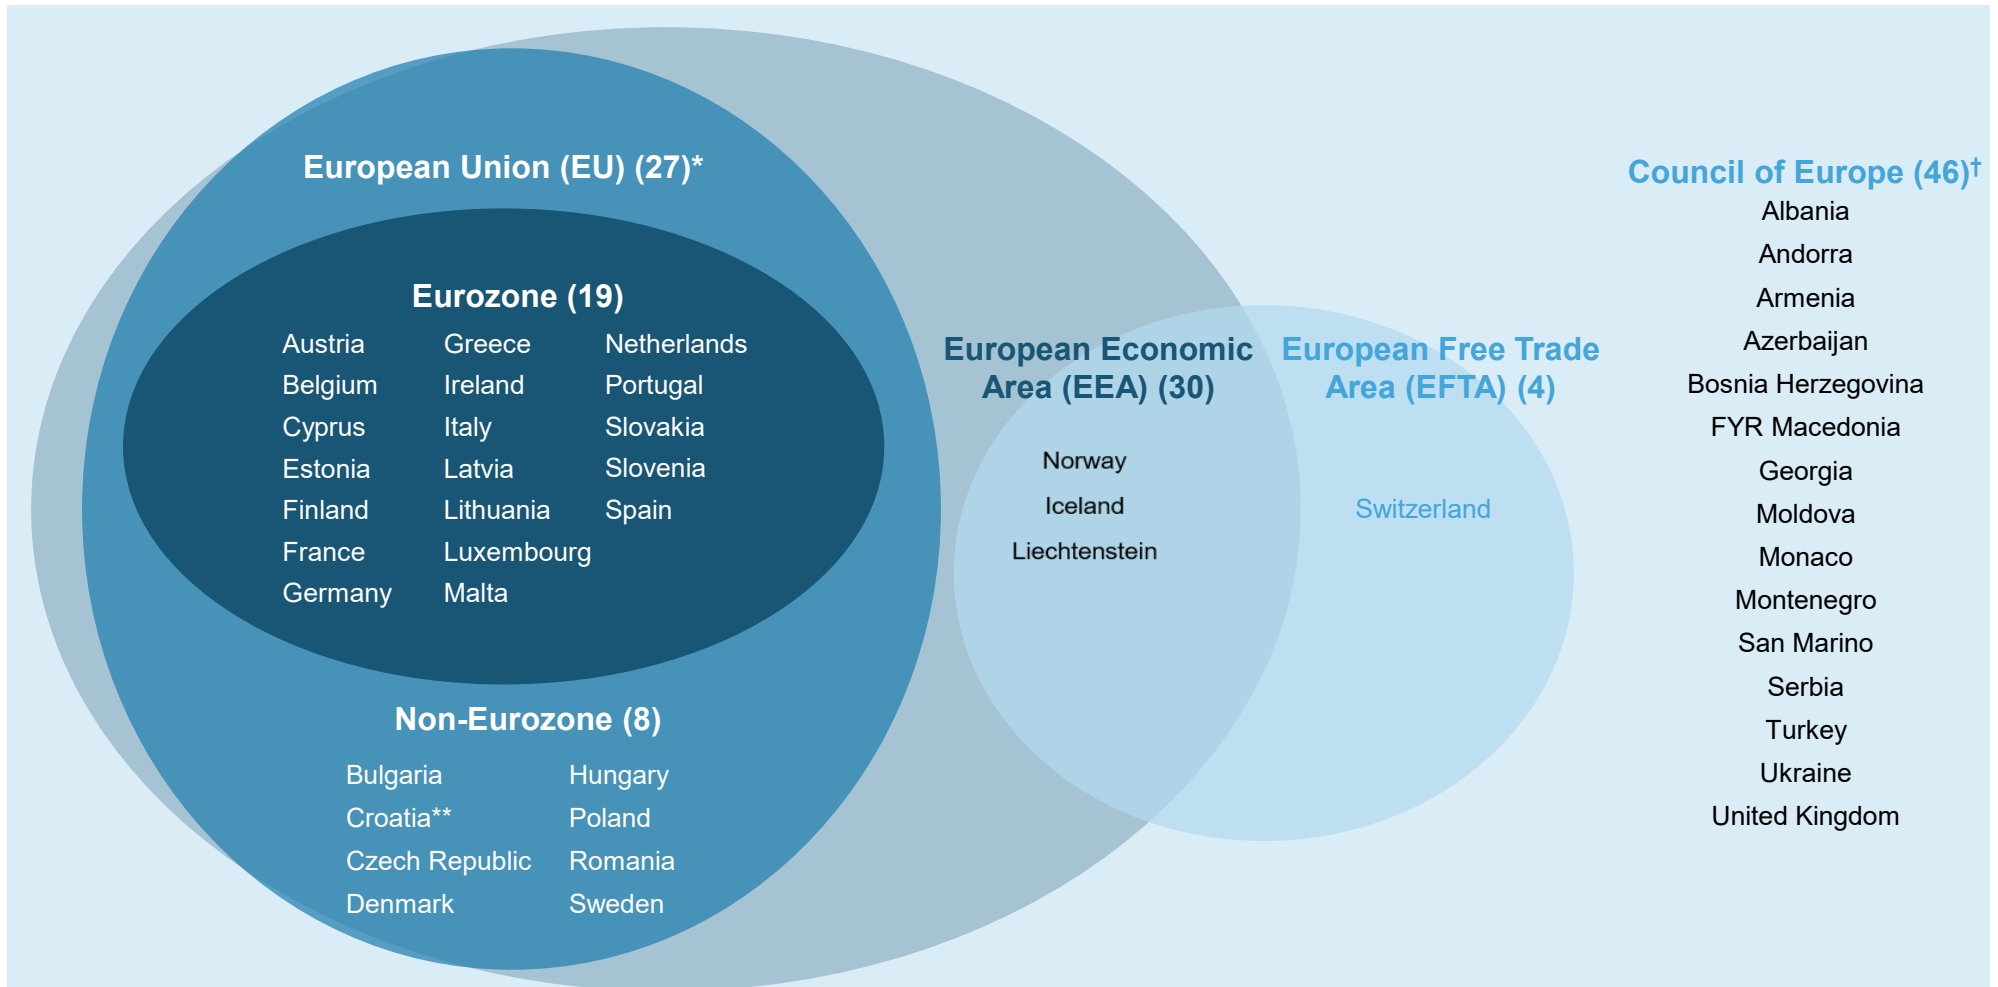 European Union (EU) (27)*
Eurozone (19)
Austria Greece Netherlands
Belgium Ireland Portugal
Cyprus Italy Slovakia
Estonia Latvia Slovenia
Finland Lithuania Spain
France Luxembourg
Germany Malta
Non-Eurozone (8)
Bulgaria Hungary
Croatia** Poland
Czech Republic Romania
Denmark Sweden
European Economic
Area (EEA) (30)
Norway
Iceland
Liechtenstein
European Free Trade
Area (EFTA) (4)
Switzerland
Council of Europe (46)†
Albania
Andorra
Armenia
Azerbaijan
Bosnia Herzegovina
FYR Macedonia
Georgia
Moldova
Monaco
Montenegro
San Marino
Serbia
Turkey
Ukraine
United Kingdom